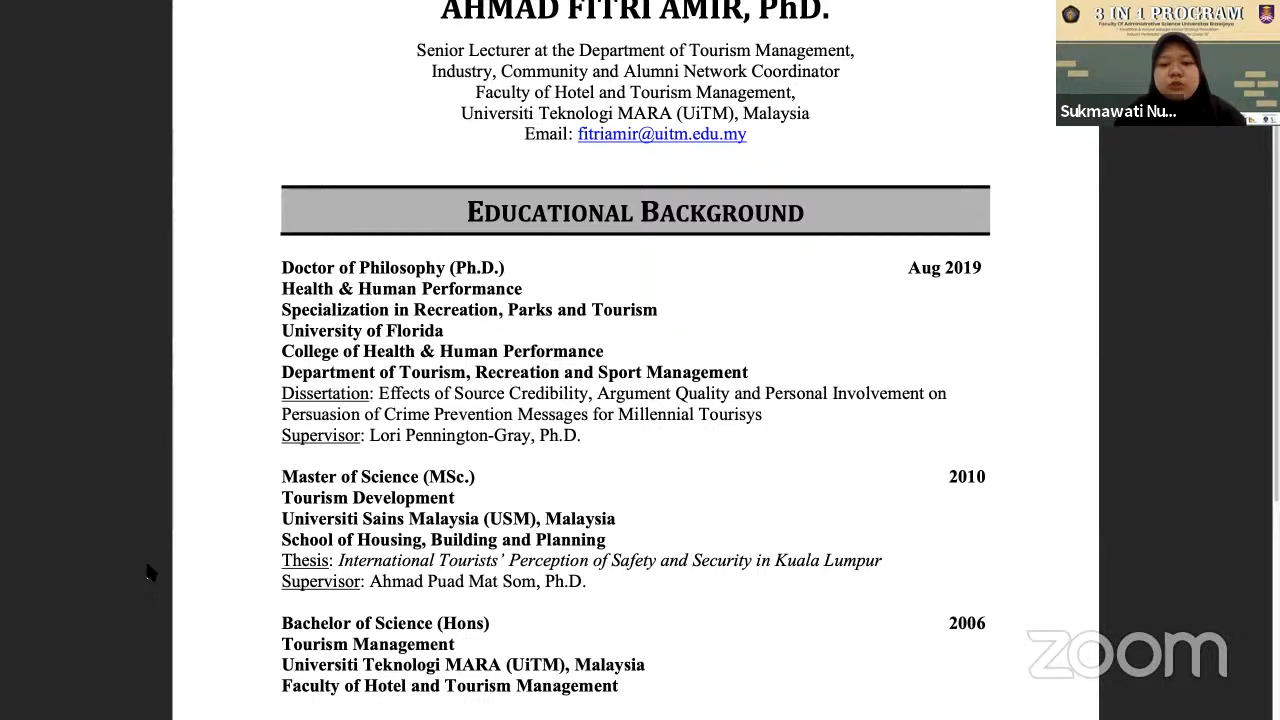 AHMAD FITRI AMIR, PhD.
Senior Lecturer at the Department of Tourism Management,
Industry, Community and Alumni Network Coordinator
Faculty of Hotel and Tourism Management,
Universiti Teknologi MARA (UiTM), Malaysia
Email: fitriamir@uitm.edu.my
EDUCATIONAL BACKGROUND
Doctor of Philosophy (Ph.D.) Aug 2019
Health & Human Performance
Specialization in Recreation, Parks and Tourism
University of Florida
College of Health & Human Performance
Department of Tourism, Recreation and Sport Management
Dissertation: Effects of Source Credibility, Argument Quality and Personal Involvement on
Persuasion of Crime Prevention Messages for Millennial Tourisys
Supervisor: Lori Pennington-Gray, Ph.D.
Master of Science (MSc.) 2010
Tourism Development
Universiti Sains Malaysia (USM), Malaysia
School of Housing, Building and Planning
Thesis: International Tourists’ Perception of Safety and Security in Kuala Lumpur
Supervisor: Ahmad Puad Mat Som, Ph.D.
Bachelor of Science (Hons) 2006
Tourism Management
Universiti Teknologi MARA (UiTM), Malaysia
Faculty of Hotel and Tourism Management
3 IN 1 PROGRAM
Faculty Of Administrative Science Universitas Brawijaya
Sukmawati Nu...
zoom